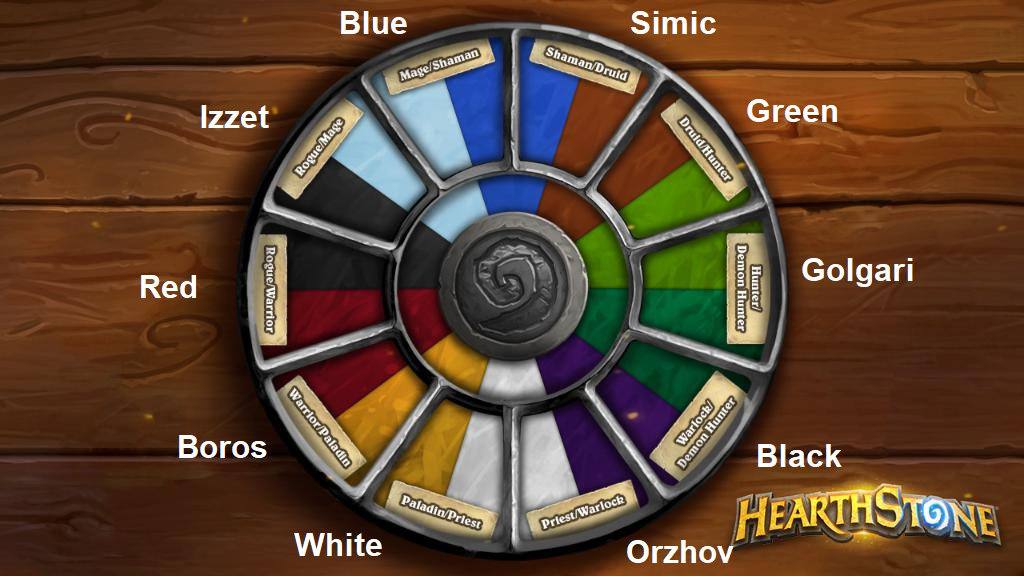 Blue
Simic
Mage/Shaman
Shaman/Druid
Izzet
Green
Rogue/Mage
Druid/Hunter
Red
Golgari
Rogue/Warrior
Hunter/
Demon Hunter
Boros
Black
Warrior/Paladin
Warlock/
Demon Hunter
Paladin/Priest
Priest/Warlock
White
Orzhov
HEARTHSTONE